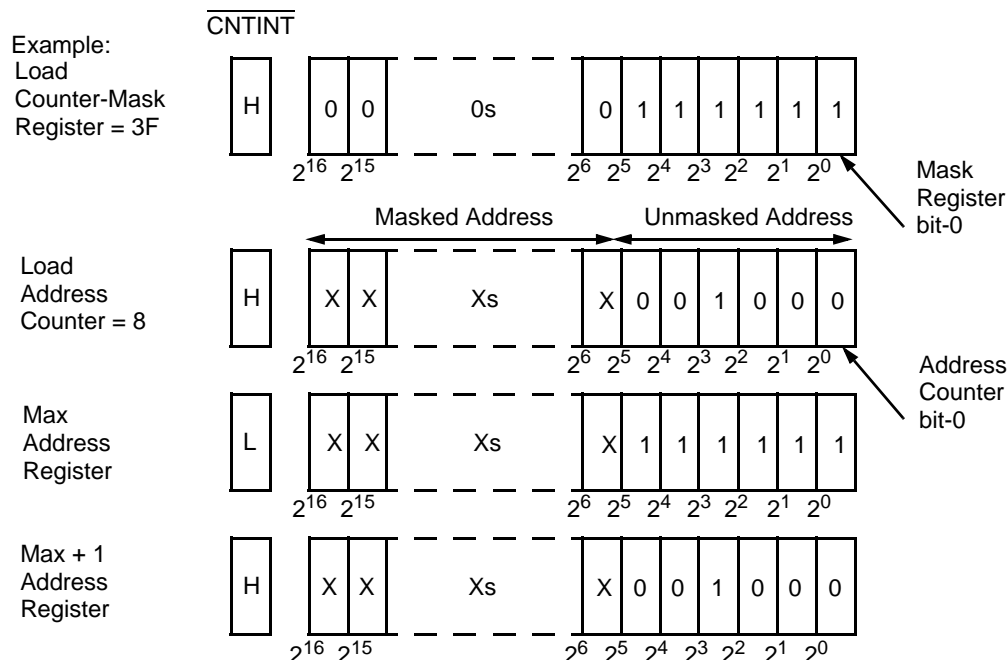 CNTINT
Example:
Load
Counter-Mask
Register = 3F
H
0 0 0s 0 1 1 1 1 1 1
2^16 2^15 2^6 2^5 2^4 2^3 2^2 2^1 2^0
Mask
Register
bit-0
Masked Address Unmasked Address
Load
Address
Counter = 8
H
X X Xs X 0 0 1 0 0 0
2^16 2^15 2^6 2^5 2^4 2^3 2^2 2^1 2^0
Address
Counter
bit-0
Max
Address
Register
L
X X Xs X 1 1 1 1 1 1
2^16 2^15 2^6 2^5 2^4 2^3 2^2 2^1 2^0
Max + 1
Address
Register
H
X X Xs X 0 0 1 0 0 0
2^16 2^15 2^6 2^5 2^4 2^3 2^2 2^1 2^0